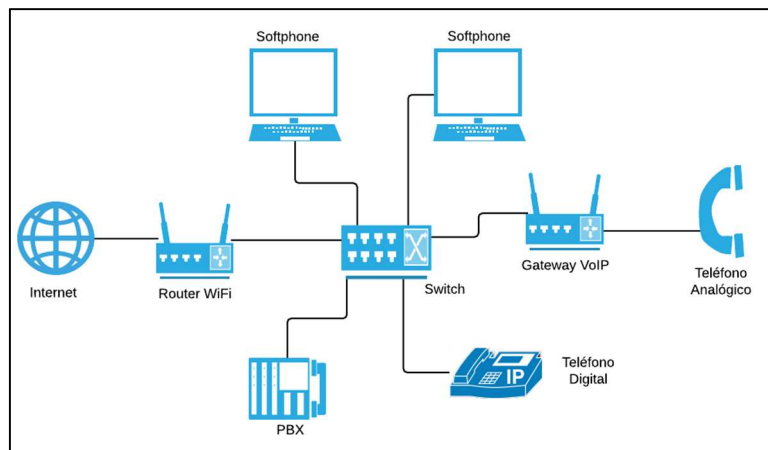 Softphone
Softphone
Internet
Router WiFi
Switch
Gateway VoIP
Teléfono
Analógico
PBX
IP
Teléfono
Digital